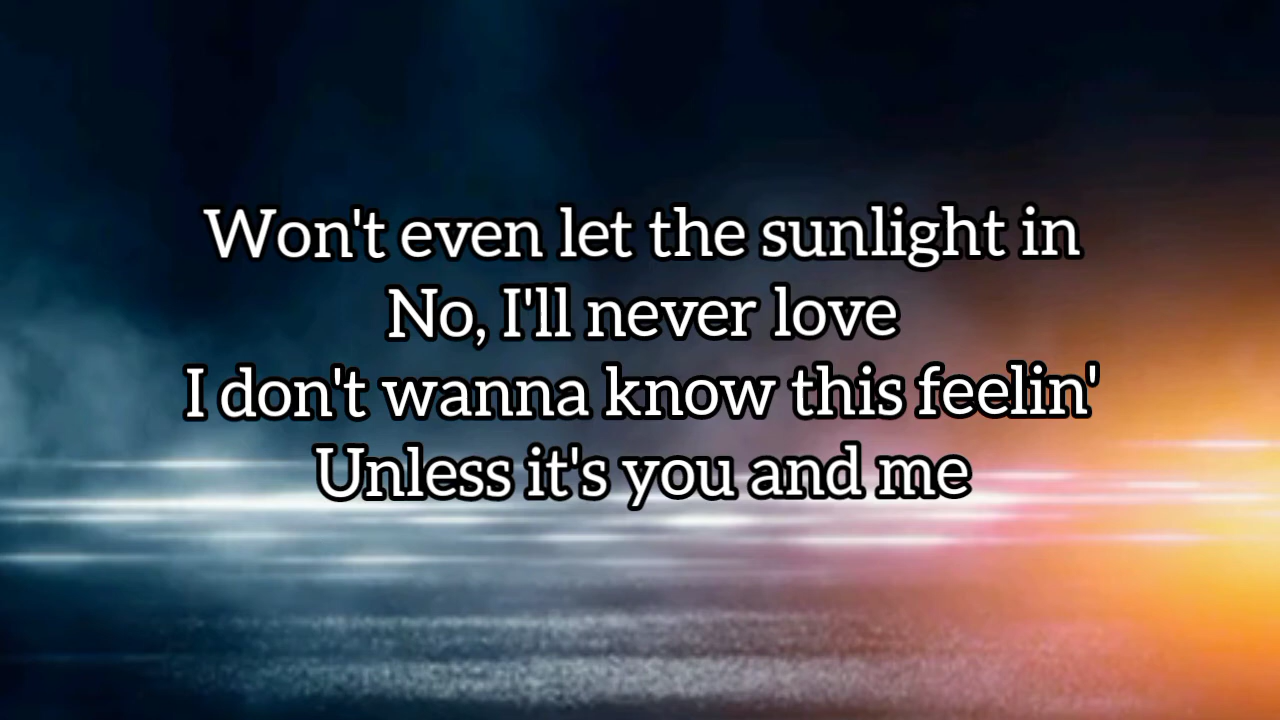 Won't even let the sunlight in
No, I'll never love
I don't wanna know this feelin'
Unless it's you and me